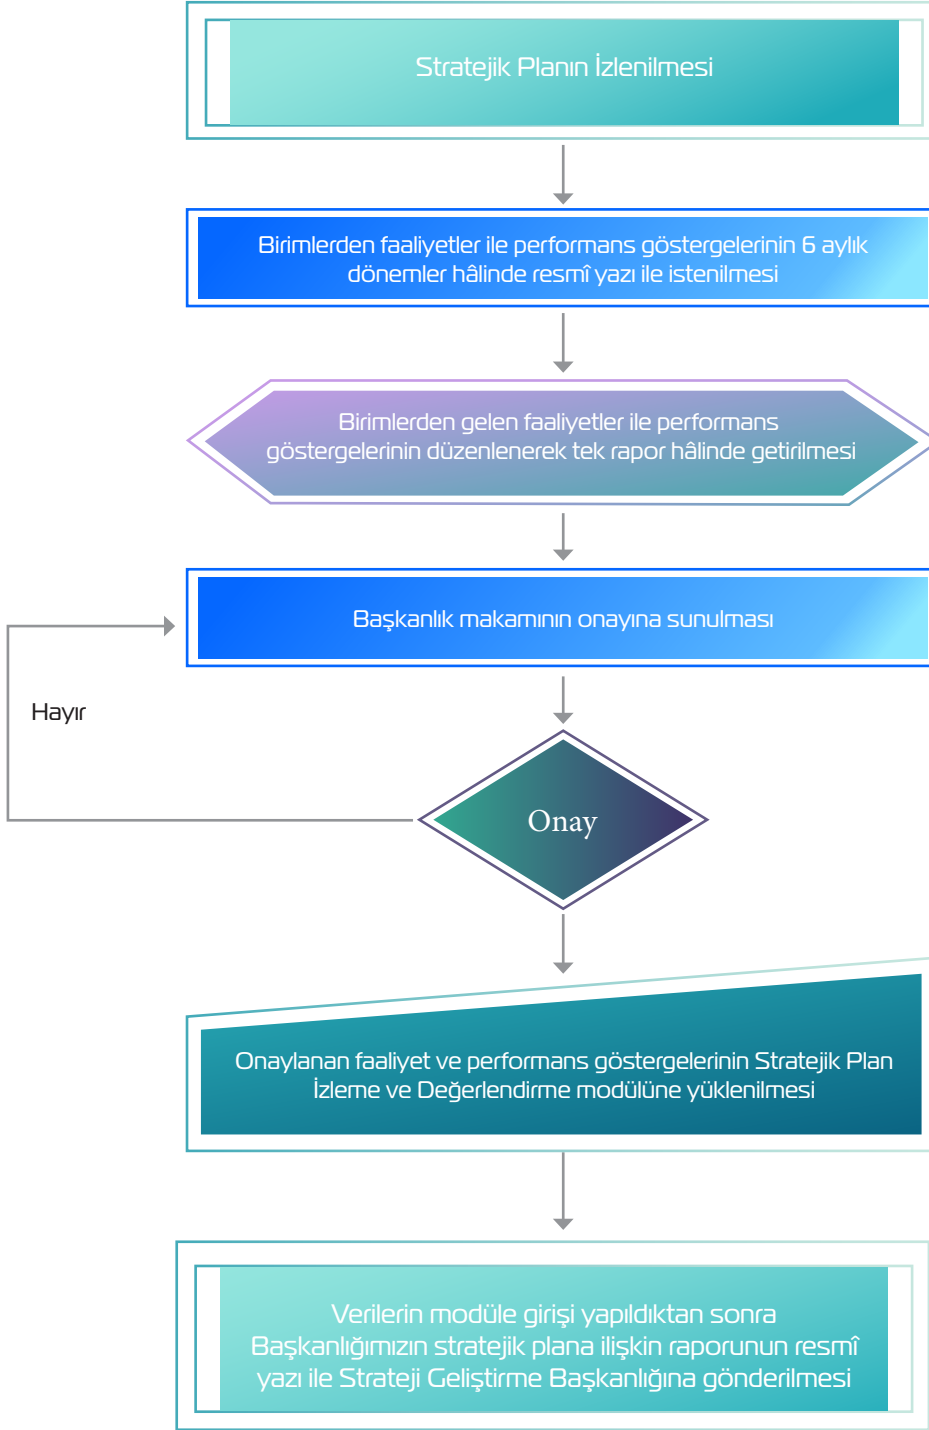 Stratejik Planın İzlenilmesi
Birimlerden faaliyetler ile performans göstergelerinin 6 aylık
dönemler hâlinde resmî yazı ile istenilmesi
Birimlerden gelen faaliyetler ile performans
göstergelerinin düzenlenerek tek rapor hâlinde getirilmesi
Başkanlık makamının onayına sunulması
Hayır
Onay
Onaylanan faaliyet ve performans göstergelerinin Stratejik Plan
İzleme ve Değerlendirme modülüne yüklenilmesi
Verilerin modüle girişi yapıldıktan sonra
Başkanlığımızın stratejik plana ilişkin raporunun resmî
yazı ile Strateji Geliştirme Başkanlığına gönderilmesi